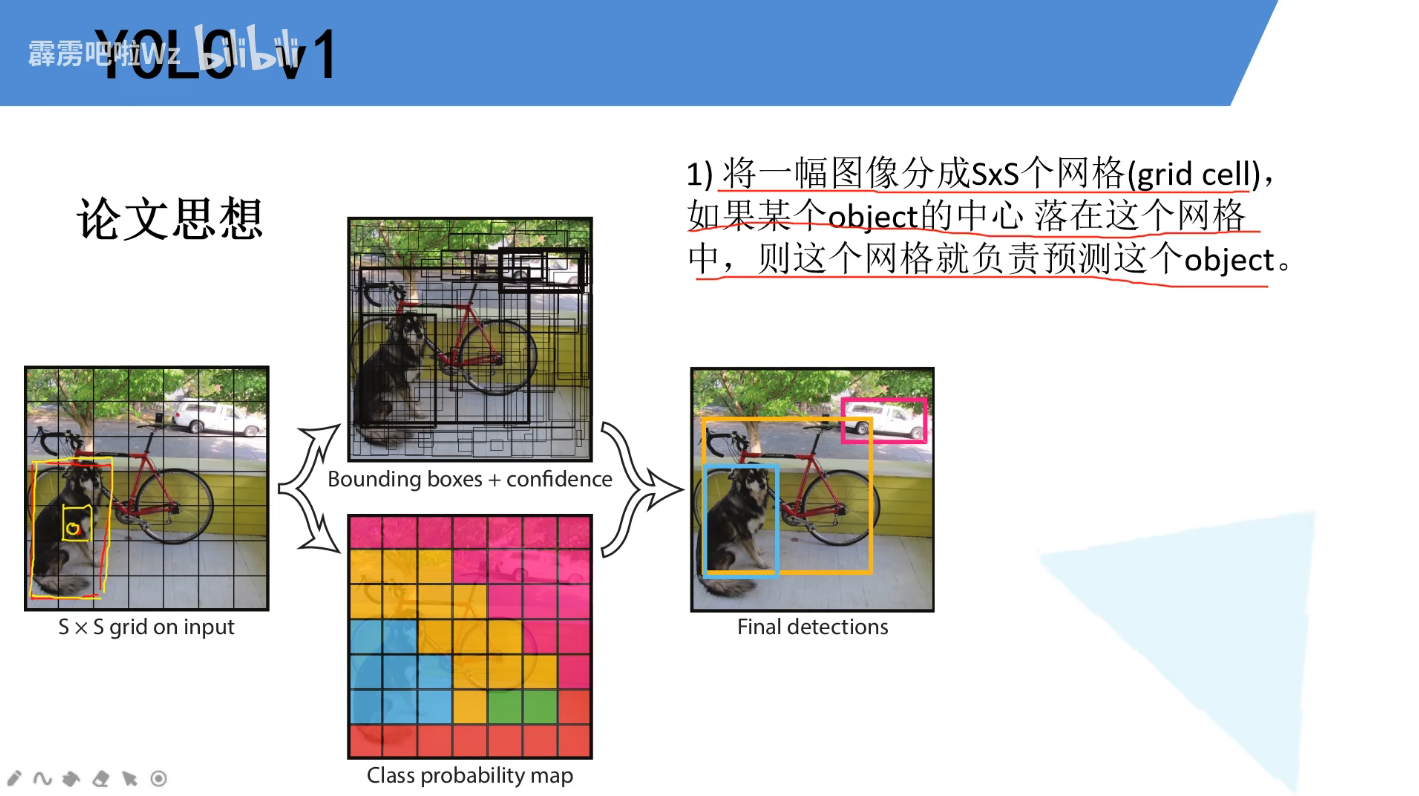 YOLO v1
霹雳吧啦Wz bilibili
论文思想
1) 将一幅图像分成SxS个网格(grid cell)，
如果某个object的中心 落在这个网格
中，则这个网格就负责预测这个object。
Bounding boxes + confidence
S × S grid on input
Final detections
Class probability map